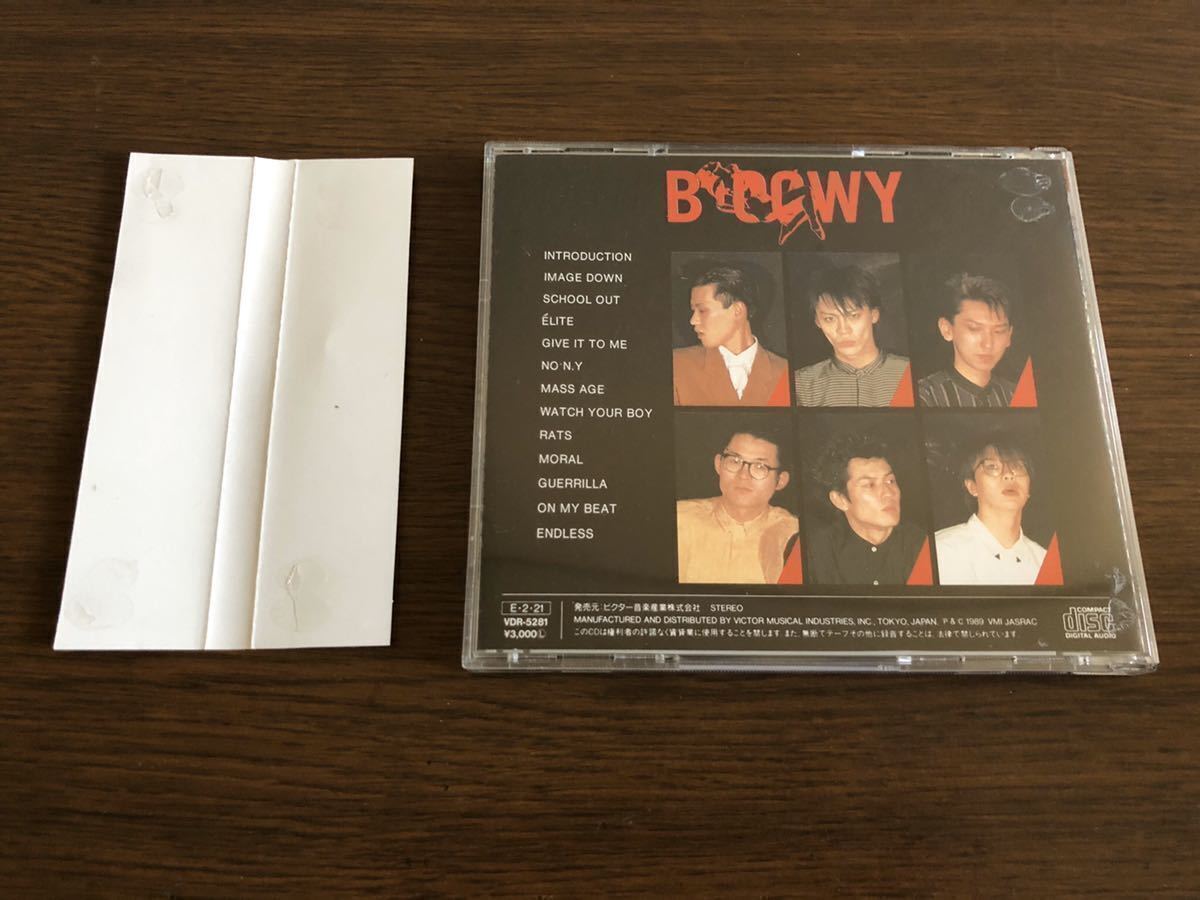 BOØWY
INTRODUCTION
IMAGE DOWN
SCHOOL OUT
ÉLITE
GIVE IT TO ME
NO·N.Y
MASS AGE
WATCH YOUR BOY
RATS
MORAL
GUERRILLA
ON MY BEAT
ENDLESS
E·2·21
VDR-5281
¥3,000
発売元:ビクター音楽産業株式会社 STEREO
MANUFACTURED AND DISTRIBUTED BY VICTOR MUSICAL INDUSTRIES, INC., TOKYO, JAPAN. P & C 1989 VMI JASRAC
このCDは権利者の許諾なく賃貸業に使用することを禁じます。また、無断でテープその他に録音することは、法律で禁じられています。
COMPACT
disc
DIGITAL AUDIO